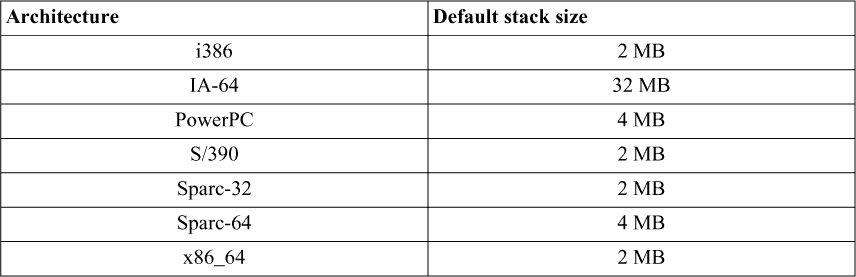 Architecture Default stack size
i386 2 MB
IA-64 32 MB
PowerPC 4 MB
S/390 2 MB
Sparc-32 2 MB
Sparc-64 4 MB
x86_64 2 MB